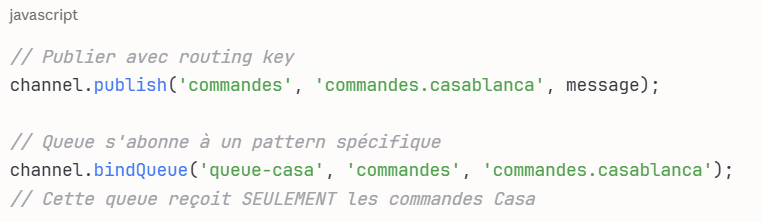 javascript
// Publier avec routing key
channel.publish('commandes', 'commandes.casablanca', message);
// Queue s'abonne à un pattern spécifique
channel.bindQueue('queue-casa', 'commandes', 'commandes.casablanca');
// Cette queue reçoit SEULEMENT les commandes Casa